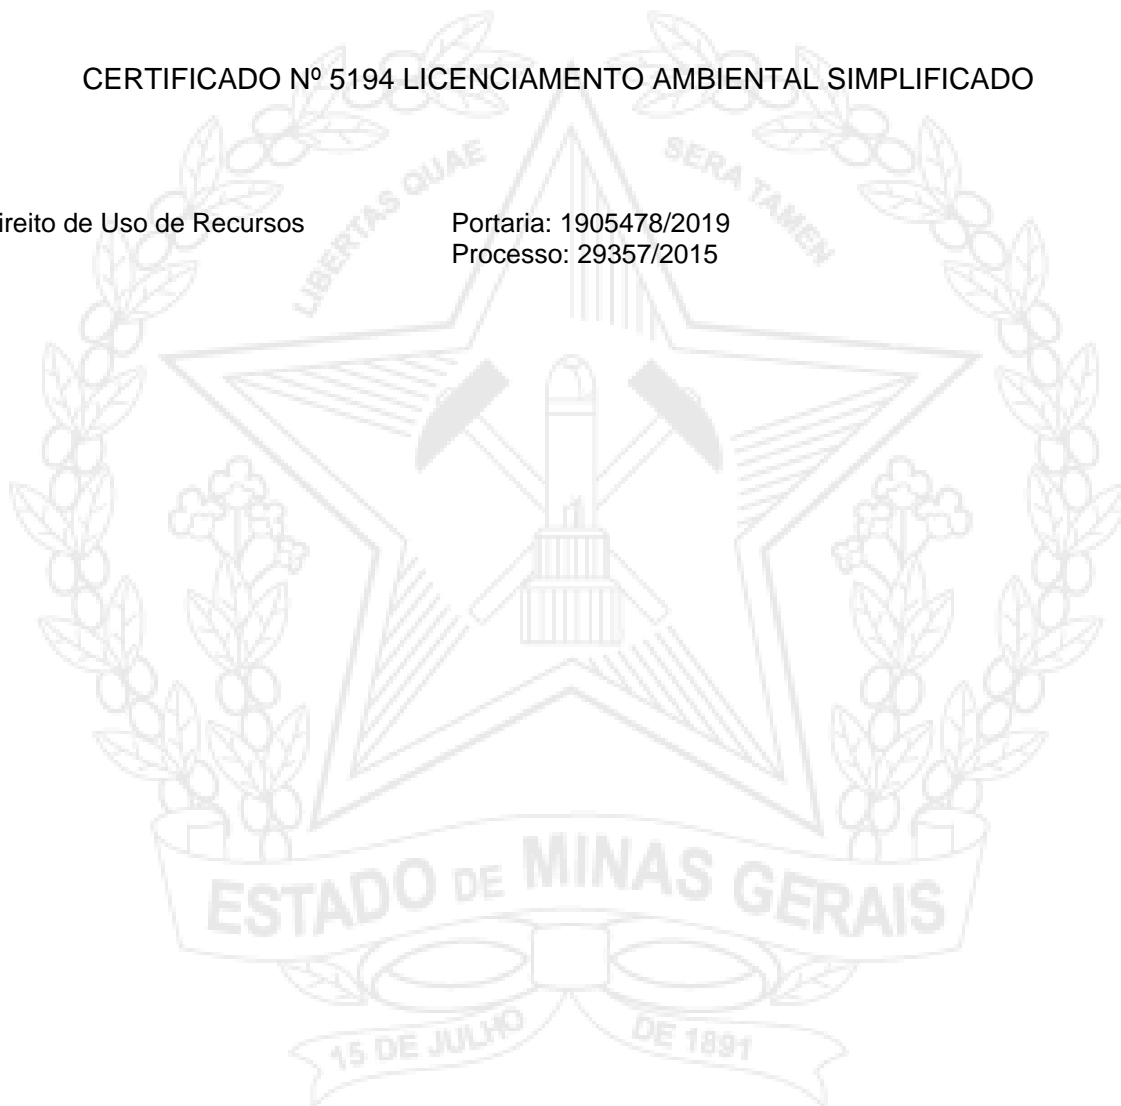 CERTIFICADO Nº 5194 LICENCIAMENTO AMBIENTAL SIMPLIFICADO
LIBERTAS QUAE SERA TAMEN
ireito de Uso de Recursos Portaria: 1905478/2019
Processo: 29357/2015
ESTADO DE MINAS GERAIS
15 DE JULHO DE 1891